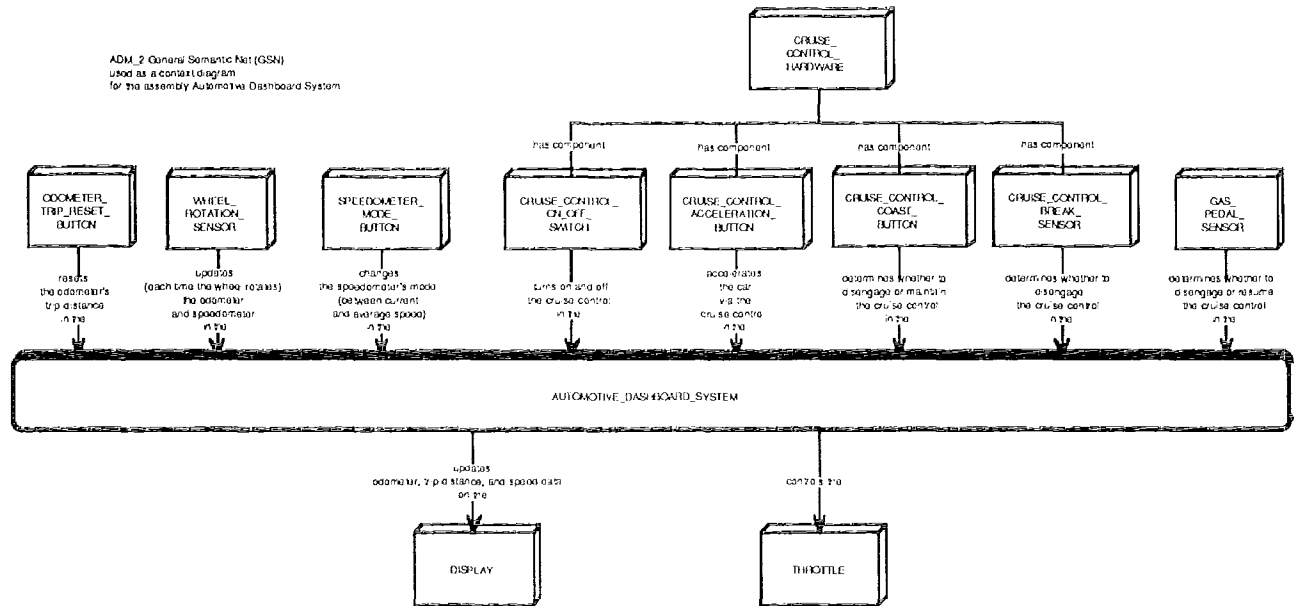 ADM_2 General Semantic Net (GSN)
used as a context diagram
for the assembly Automotive Dashboard System
CRUISE_
CONTROL_
HARDWARE
has component
has component
has component
has component
ODOMETER_
TRIP_RESET_
BUTTON
WHEEL_
ROTATION_
SENSOR
SPEEDOMETER_
MODE_
BUTTON
CRUISE_CONTROL_
ON_OFF_
SWITCH
CRUISE_CONTROL_
ACCELERATION_
BUTTON
CRUISE_CONTROL_
COAST_
BUTTON
CRUISE_CONTROL_
BREAK_
SENSOR
GAS_
PEDAL_
SENSOR
resets
the odometer's
trip distance
in the
updates
(each time the wheel rotates)
the odometer
and speedometer
in the
changes
the speedometer's mode
(between current
and average speed)
in the
turns on and off
the cruise control
in the
accelerates
the car
via the
cruise control
in the
determines whether to
disengage or maintain
the cruise control
in the
determines whether to
disengage
the cruise control
in the
determines whether to
disengage or resume
the cruise control
in the
AUTOMOTIVE_DASHBOARD_SYSTEM
updates
odometer, trip distance, and speed data
on the
controls the
DISPLAY
THROTTLE